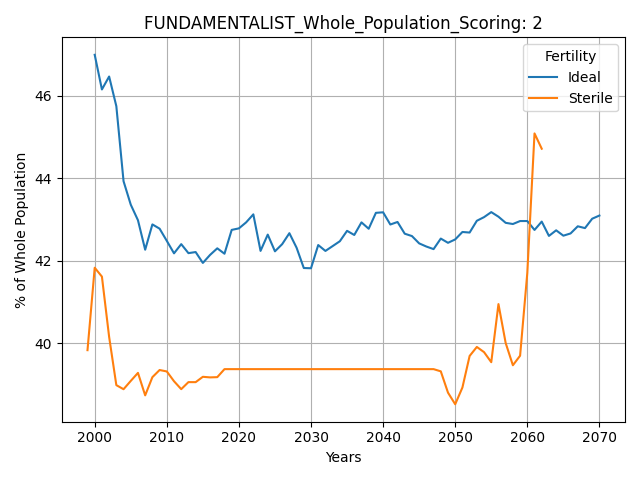 FUNDAMENTALIST_Whole_Population_Scoring: 2
Fertility
Ideal
Sterile
% of Whole Population
46
44
42
40
2000 2010 2020 2030 2040 2050 2060 2070
Years